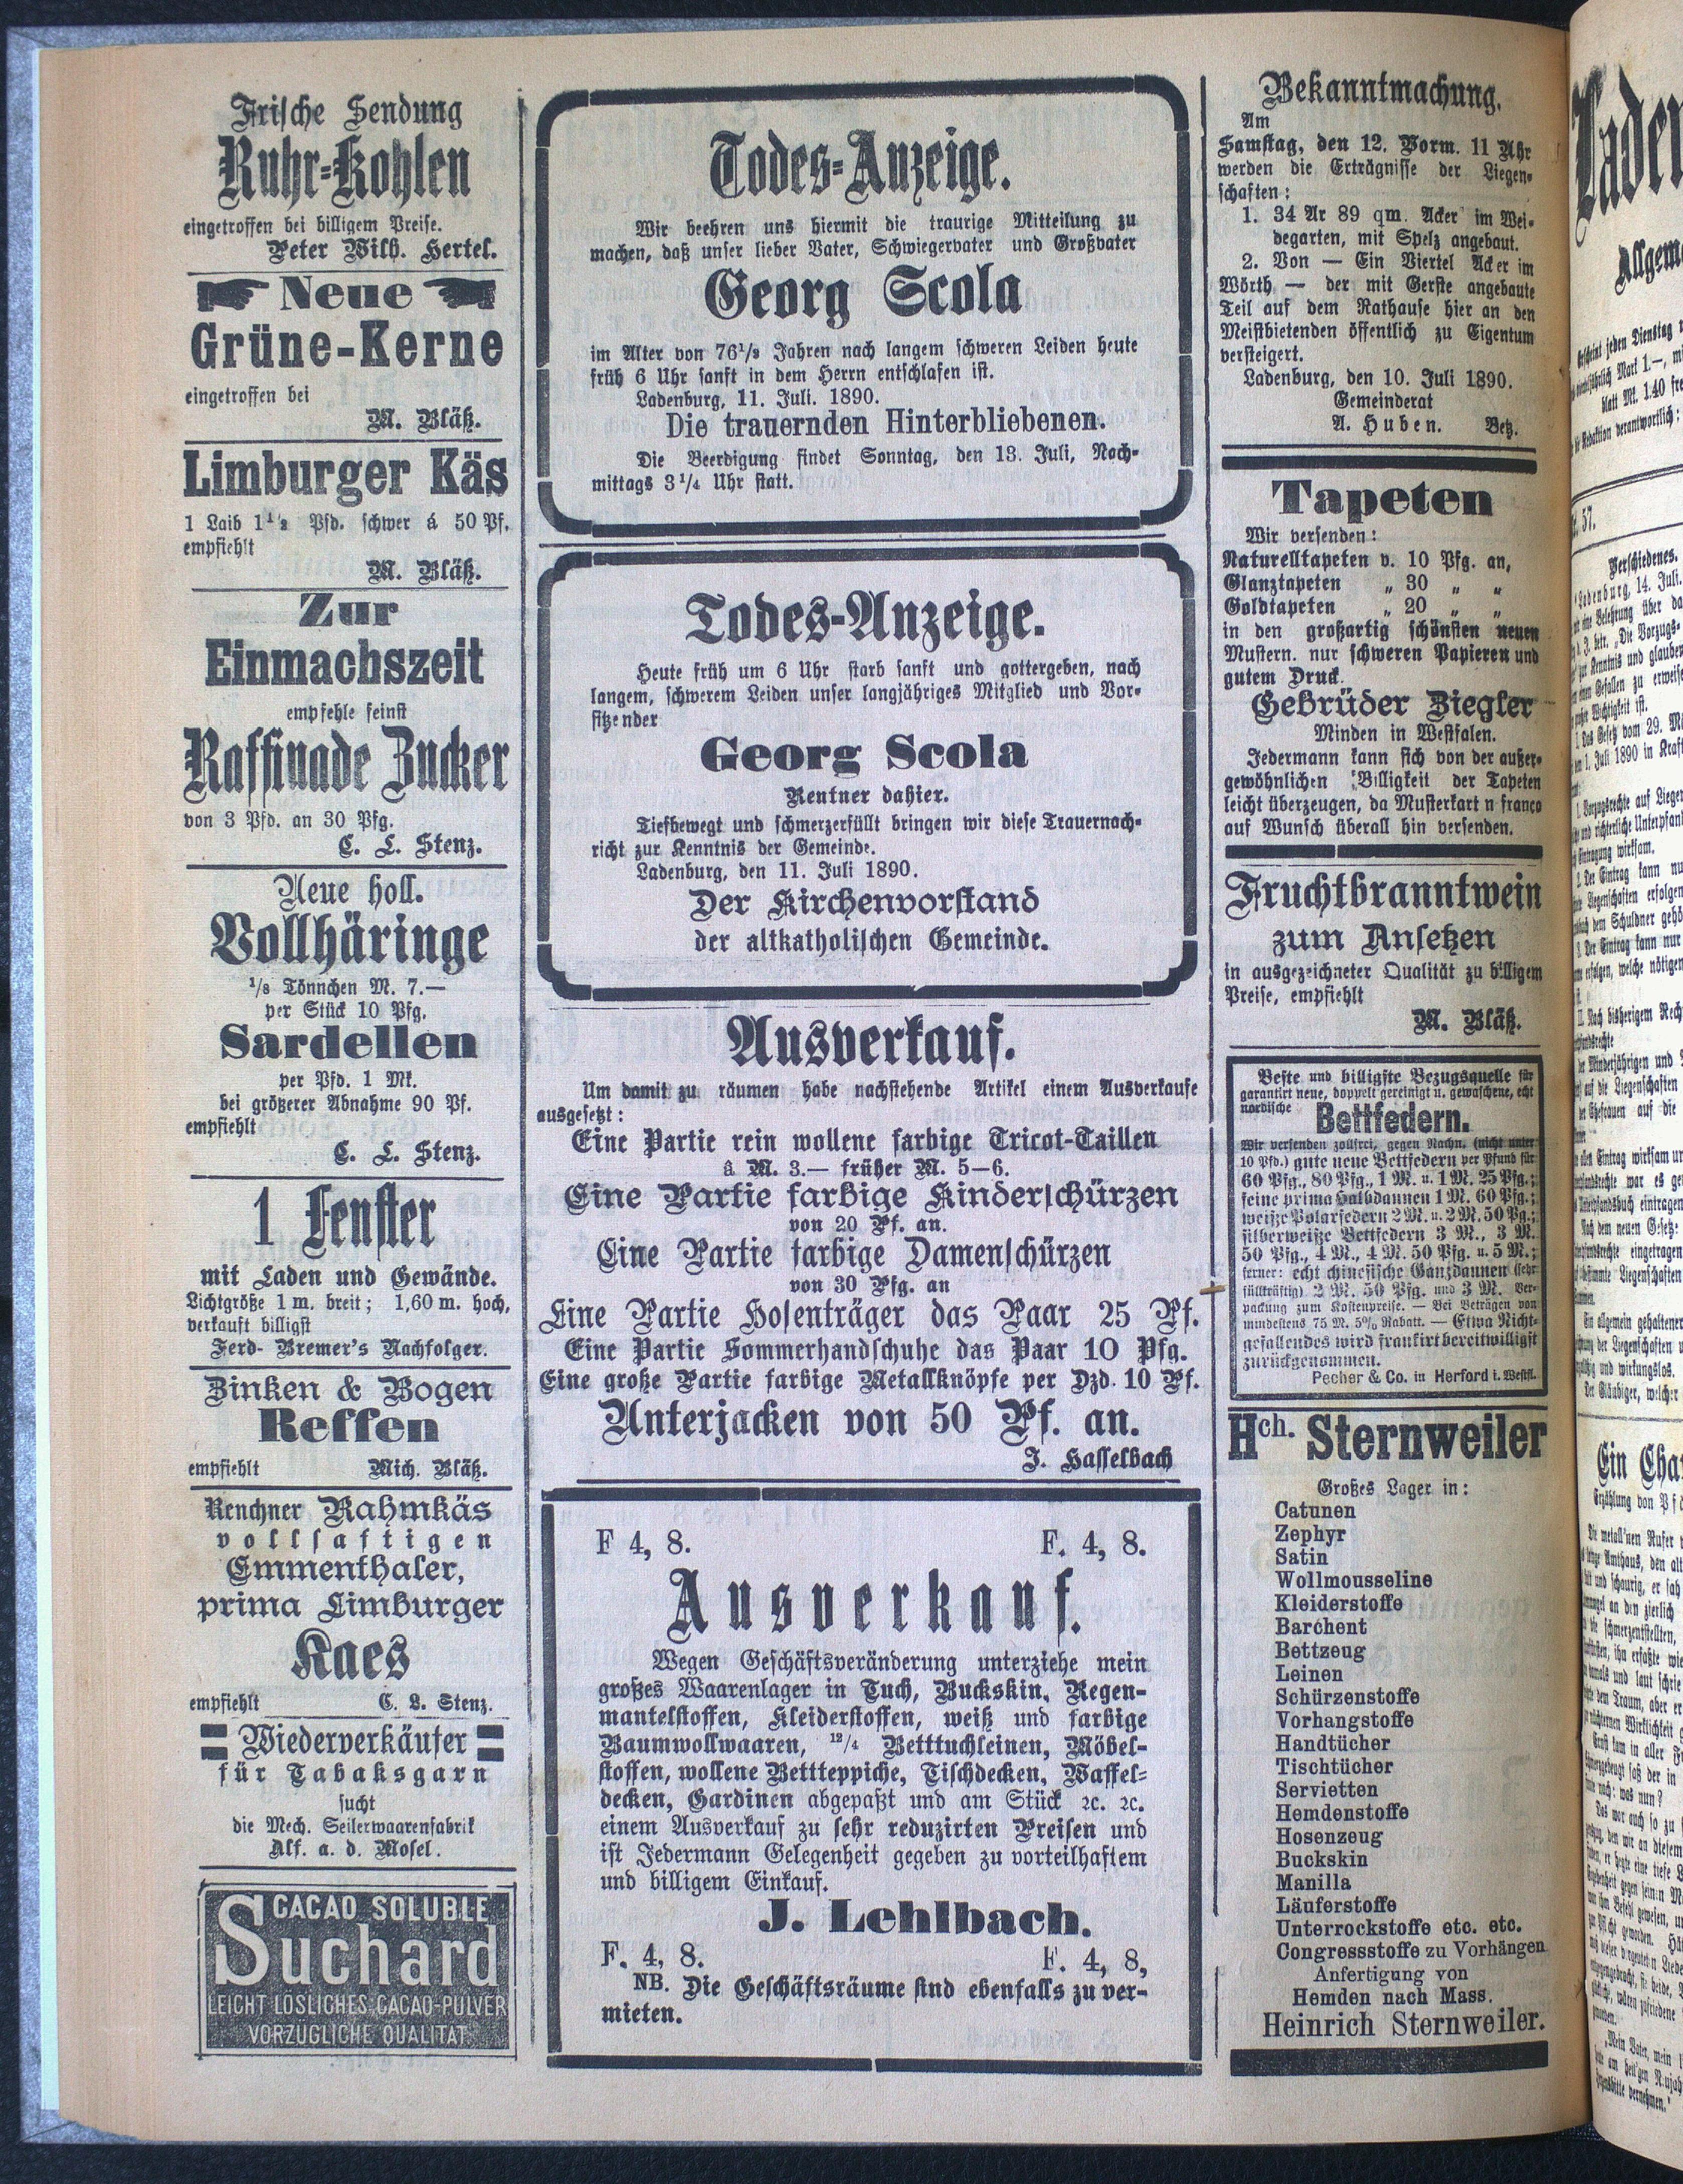 Frische Sendung
Ruhr-Kohlen
eingetroffen bei billigem Preise.
Peter Wilh. Hertel.
Neue
Grüne-Kerne
eingetroffen bei
M. Bläß.
Limburger Käs
1 Laib 1½ Pfd. schwer á 50 Pf.
empfiehlt
M. Bläß.
Zur
Einmachszeit
empfehle feinst
Raffinade Zucker
von 3 Pfd. an 30 Pfg.
C. L. Stenz.
Neue holl.
Vollhäringe
1/8 Tönnchen M. 7.—
per Stück 10 Pfg.
Sardellen
per Pfd. 1 Mk.
bei größerer Abnahme 90 Pf.
empfiehlt
C. L. Stenz.
1 Fenster
mit Laden und Gewände.
Lichtgröße 1 m. breit; 1,60 m. hoch,
verkauft billigst
Ferd- Bremer's Nachfolger.
Zinken & Bogen
Reffen
empfiehlt Mich. Bläß.
Renchner Rahmkäs
vollsaftigen
Emmenthaler,
prima Limburger
Kaes
empfiehlt C. L. Stenz.
Wiederverkäufer
für Tabaksgarn
sucht
die Mech. Seilerwaarenfabrik
Alf. a. d. Mosel.
CACAO SOLUBLE
Suchard
LEICHT LÖSLICHES CACAO-PULVER
VORZÜGLICHE QUALITAT
Todes-Anzeige.
Wir beehren uns hiermit die traurige Mitteilung zu
machen, daß unser lieber Vater, Schwiegervater und Großvater
Georg Scola
im Alter von 76½ Jahren nach langem schweren Leiden heute
früh 6 Uhr sanft in dem Herrn entschlafen ist.
Ladenburg, 11. Juli. 1890.
Die trauernden Hinterbliebenen.
Die Beerdigung findet Sonntag, den 13. Juli, Nach-
mittags 3¼ Uhr statt.
Todes-Anzeige.
Heute früh um 6 Uhr starb sanft und gottergeben, nach
langem, schwerem Leiden unser langjähriges Mitglied und Vor-
sitzender
Georg Scola
Rentner dahier.
Tiefbewegt und schmerzerfüllt bringen wir diese Trauernach-
richt zur Kenntnis der Gemeinde.
Ladenburg, den 11. Juli 1890.
Der Kirchenvorstand
der altkatholischen Gemeinde.
Ausverkauf.
Um damit zu räumen habe nachstehende Artikel einem Ausverkaufe
ausgesetzt:
Eine Partie rein wollene farbige Tricot-Taillen
á M. 3.— früher M. 5—6.
Eine Partie farbige Kinderschürzen
von 20 Pf. an.
Eine Partie farbige Damenschürzen
von 30 Pfg. an
Eine Partie Hosenträger das Paar 25 Pf.
Eine Partie Sommerhandschuhe das Paar 10 Pfg.
Eine große Partie farbige Metallknöpfe per Dzd. 10 Pf.
Unterjacken von 50 Pf. an.
J. Hasselbach
F 4, 8. F. 4, 8.
Ausverkauf.
Wegen Geschäftsveränderung unterziehe mein
großes Waarenlager in Tuch, Buckskin, Regen-
mantelstoffen, Kleiderstoffen, weiß und farbige
Baumwollwaaren, 12/4 Betttuchleinen, Möbel-
stoffen, wollene Bettteppiche, Tischdecken, Waffel-
decken, Gardinen abgepaßt und am Stück ꝛc. ꝛc.
einem Ausverkauf zu sehr reduzirten Preisen und
ist Jedermann Gelegenheit gegeben zu vorteilhaftem
und billigem Einkauf.
J. Lehlbach.
F. 4, 8. F. 4, 8,
NB. Die Geschäftsräume sind ebenfalls zu ver-
mieten.
Bekanntmachung.
Am
Samstag, den 12. Vorm. 11 Uhr
werden die Erträgnisse der Liegen-
schaften:
1. 34 Ar 89 qm. Acker im Wei-
degarten, mit Spelz angebaut.
2. Von — Ein Viertel Acker im
Wörth — der mit Gerste angebaute
Teil auf dem Rathause hier an den
Meistbietenden öffentlich zu Eigentum
versteigert.
Ladenburg, den 10. Juli 1890.
Gemeinderat
A. Huben. Betz.
Tapeten
Wir versenden:
Naturelltapeten v. 10 Pfg. an,
Glanztapeten „ 30 „ „
Goldtapeten „ 20 „ „
in den großartig schönsten neuen
Mustern. nur schweren Papieren und
gutem Druck.
Gebrüder Ziegler
Minden in Westfalen.
Jedermann kann sich von der außer-
gewöhnlichen Billigkeit der Tapeten
leicht überzeugen, da Musterkart n franco
auf Wunsch überall hin versenden.
Fruchtbranntwein
zum Ansetzen
in ausgezeichneter Qualität zu billigem
Preise, empfiehlt
M. Bläß.
Beste und billigste Bezugsquelle für
garantirt neue, doppelt gereinigt u. gewaschene, echt
nordische
Bettfedern.
Wir versenden zollfrei, gegen Nachn. (nicht unter
10 Pfd.) gute neue Bettfedern per Pfund für
60 Pfg., 80 Pfg., 1 M. u. 1 M. 25 Pfg.;
feine prima Halbdaunen 1 M. 60 Pfg.;
weiße Polarfedern 2 M. u. 2 M. 50 Pg.;
silberweiße Bettfedern 3 M., 3 M.
50 Pfg., 4 M., 4 M. 50 Pfg. u. 5 M.;
ferner: echt chinesische Ganzdaunen (sehr
füllkräftig) 2 M. 50 Pfg. und 3 M. Ver-
packung zum Kostenpreise. — Bei Beträgen von
mindestens 75 M. 5% Rabatt. — Etwa Nicht-
gefallendes wird frankirt bereitwilligst
zurückgenommen.
Pecher & Co. in Herford i. Westfl.
Hch. Sternweiler
Großes Lager in:
Catunen
Zephyr
Satin
Wollmousseline
Kleiderstoffe
Barchent
Bettzeug
Leinen
Schürzenstoffe
Vorhangstoffe
Handtücher
Tischtücher
Servietten
Hemdenstoffe
Hosenzeug
Buckskin
Manilla
Läuferstoffe
Unterrockstoffe etc. etc.
Congressstoffe zu Vorhängen
Anfertigung von
Hemden nach Mass.
Heinrich Sternweiler.